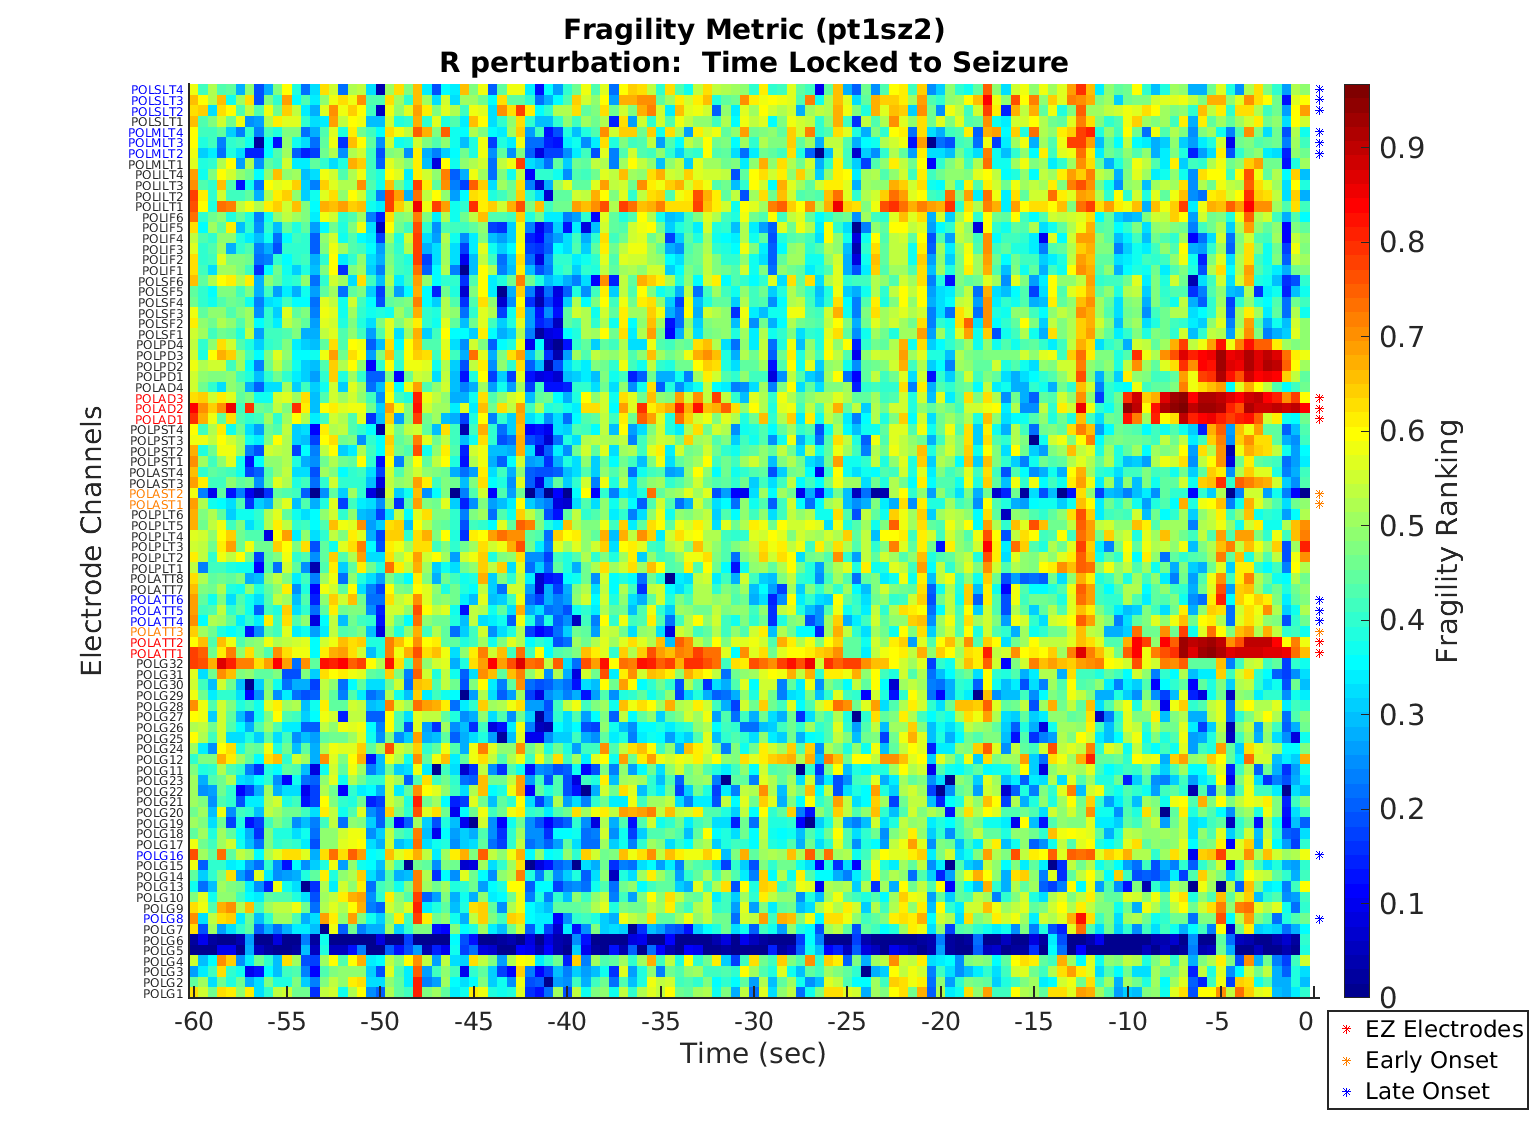 Fragility Metric (pt1sz2)
R perturbation:  Time Locked to Seizure
Electrode Channels
POLSLT4
POLSLT3
POLSLT2
POLSLT1
POLMLT4
POLMLT3
POLMLT2
POLMLT1
POLILT4
POLILT3
POLILT2
POLILT1
POLIF6
POLIF5
POLIF4
POLIF3
POLIF2
POLIF1
POLSF6
POLSF5
POLSF4
POLSF3
POLSF2
POLSF1
POLPD4
POLPD3
POLPD2
POLPD1
POLAD4
POLAD3
POLAD2
POLAD1
POLPST4
POLPST3
POLPST2
POLPST1
POLAST4
POLAST3
POLAST2
POLAST1
POLPLT6
POLPLT5
POLPLT4
POLPLT3
POLPLT2
POLPLT1
POLATT8
POLATT7
POLATT6
POLATT5
POLATT4
POLATT3
POLATT2
POLATT1
POLG32
POLG31
POLG30
POLG29
POLG28
POLG27
POLG26
POLG25
POLG24
POLG12
POLG11
POLG23
POLG22
POLG21
POLG20
POLG19
POLG18
POLG17
POLG16
POLG15
POLG14
POLG13
POLG10
POLG9
POLG8
POLG7
POLG6
POLG5
POLG4
POLG3
POLG2
POLG1
-60 -55 -50 -45 -40 -35 -30 -25 -20 -15 -10 -5 0
Time (sec)
0.9
0.8
0.7
0.6
0.5
0.4
0.3
0.2
0.1
0
Fragility Ranking
EZ Electrodes
Early Onset
Late Onset